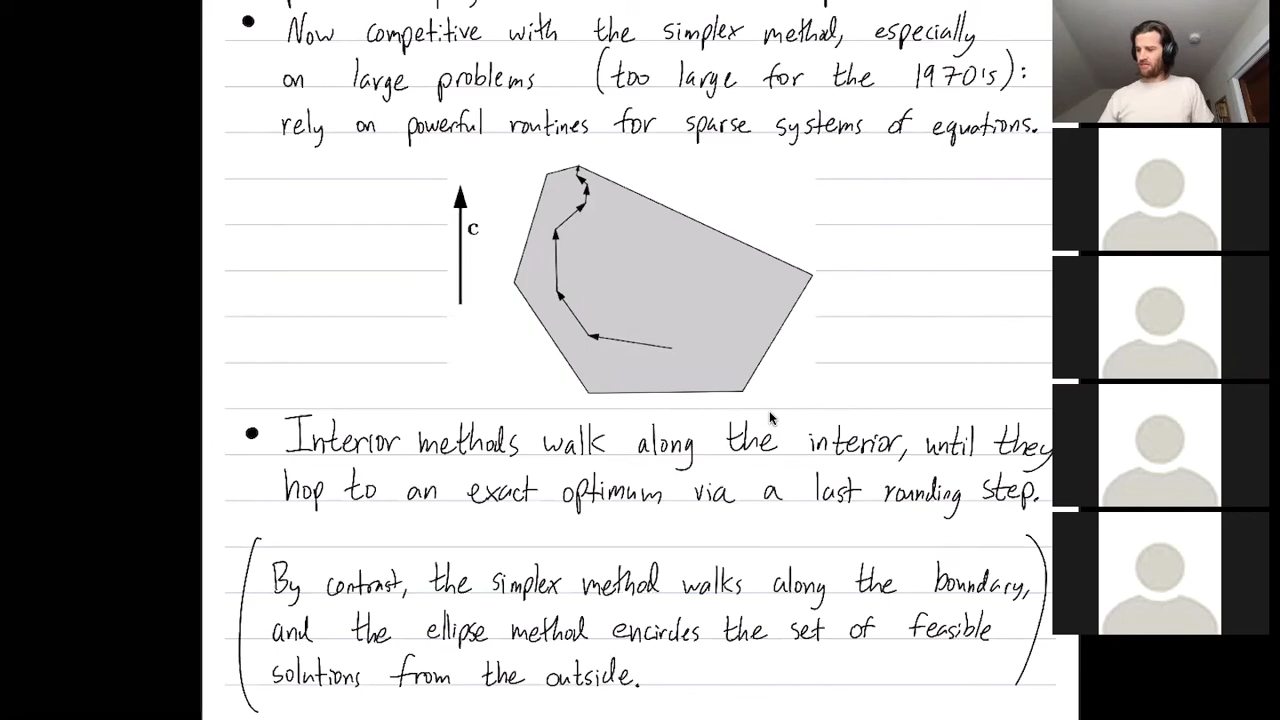 Now competitive with the simplex method, especially
on large problems (too large for the 1970's):
rely on powerful routines for sparse systems of equations.
c
Interior methods walk along the interior, until they
hop to an exact optimum via a last rounding step.
(By contrast, the simplex method walks along the boundary,
and the ellipse method encircles the set of feasible
solutions from the outside.)